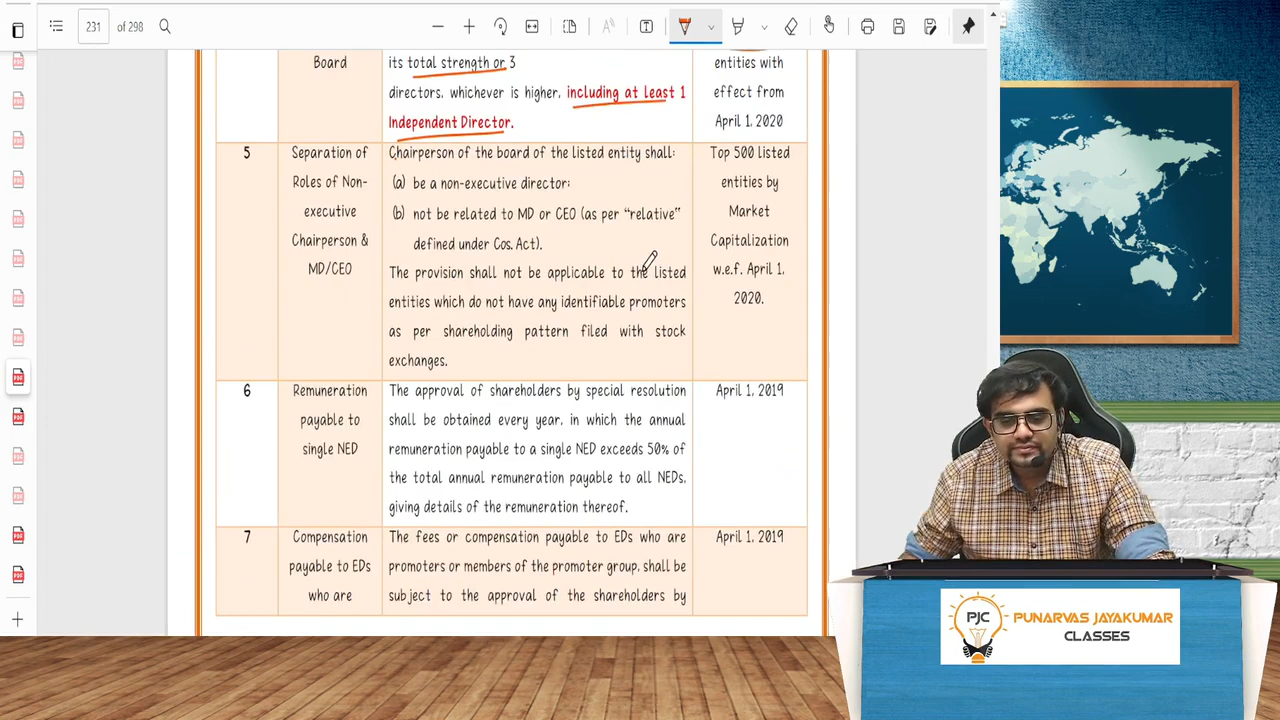 231 of 298
Board
its total strength or 3
directors, whichever is higher, including at least 1
Independent Director.
entities with
effect from
April 1, 2020
5
Separation of
Roles of Non-
executive
Chairperson &
MD/CEO
Chairperson of the board of the listed entity shall:
(a) be a non-executive director;
(b) not be related to MD or CEO (as per “relative”
defined under Cos. Act).
The provision shall not be applicable to the listed
entities which do not have any identifiable promoters
as per shareholding pattern filed with stock
exchanges.
Top 500 listed
entities by
Market
Capitalization
w.e.f. April 1,
2020.
6
Remuneration
payable to
single NED
The approval of shareholders by special resolution
shall be obtained every year, in which the annual
remuneration payable to a single NED exceeds 50% of
the total annual remuneration payable to all NEDs,
giving details of the remuneration thereof.
April 1, 2019
7
Compensation
payable to EDs
who are
The fees or compensation payable to EDs who are
promoters or members of the promoter group, shall be
subject to the approval of the shareholders by
April 1, 2019
PJC
PUNARVAS JAYAKUMAR
CLASSES